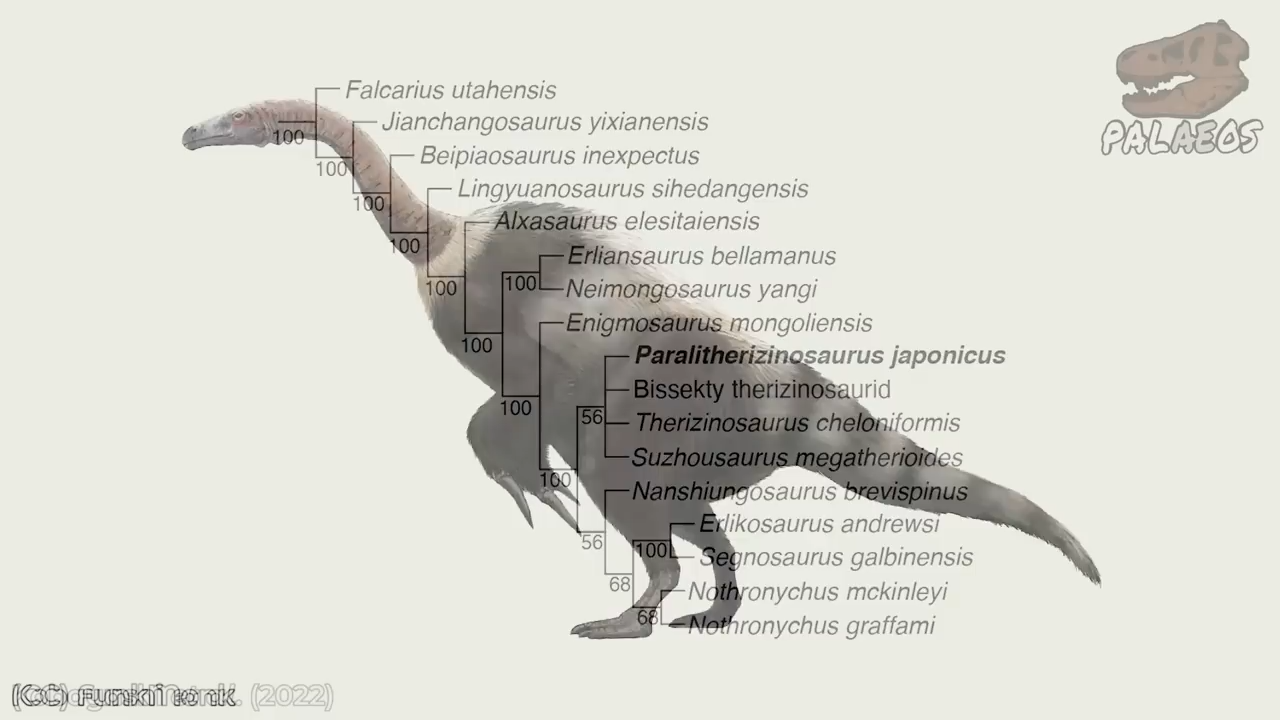 Falcarius utahensis
Jianchangosaurus yixianensis
100
Beipiaosaurus inexpectus
100
Lingyuanosaurus sihedangensis
100
Alxasaurus elesitaiensis
100
Erliansaurus bellamanus
100
100
Neimongosaurus yangi
Enigmosaurus mongoliensis
100
Paralitherizinosaurus japonicus
Bissekty therizinosaurid
100
56
Therizinosaurus cheloniformis
Suzhousaurus megatherioides
100
Nanshiungosaurus brevispinus
Erlikosaurus andrewsi
56
100
Segnosaurus galbinensis
68
Nothronychus mckinleyi
68
Nothronychus graffami
PALAEOS
(2022)